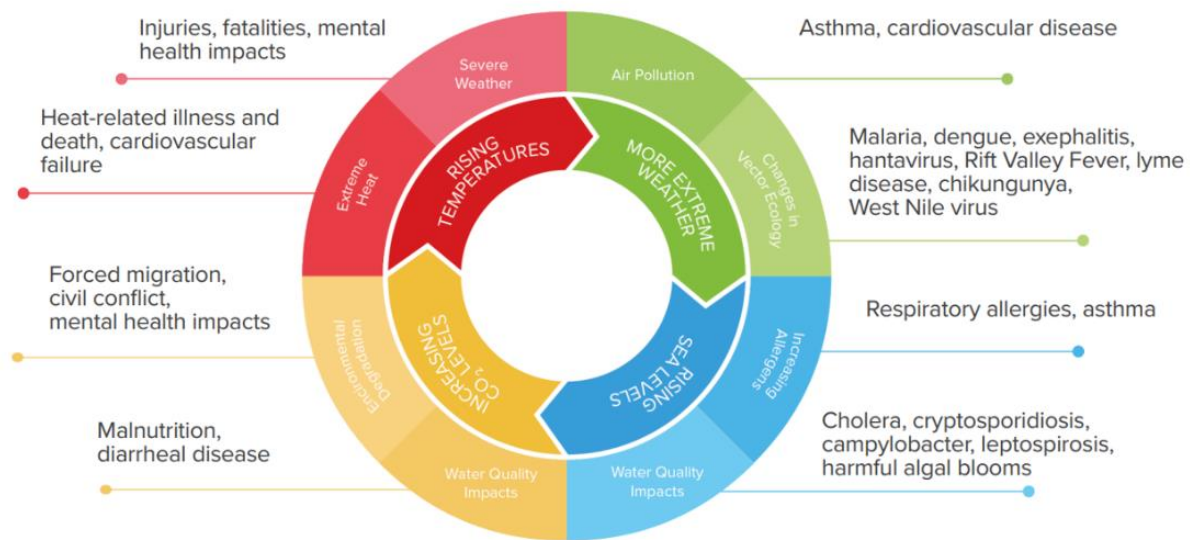 Injuries, fatalities, mental
health impacts
Severe
Weather
Air Pollution
Asthma, cardiovascular disease
Heat-related illness and
death, cardiovascular
failure
Extreme
Heat
RISING
TEMPERATURES
MORE EXTREME
WEATHER
Changes in
Vector Ecology
Malaria, dengue, exephalitis,
hantavirus, Rift Valley Fever, lyme
disease, chikungunya,
West Nile virus
Forced migration,
civil conflict,
mental health impacts
Environmental
Degradation
INCREASING
CO₂ LEVELS
RISING
SEA LEVELS
Increasing
Allergens
Respiratory allergies, asthma
Malnutrition,
diarrheal disease
Water Quality
Impacts
Water Quality
Impacts
Cholera, cryptosporidiosis,
campylobacter, leptospirosis,
harmful algal blooms